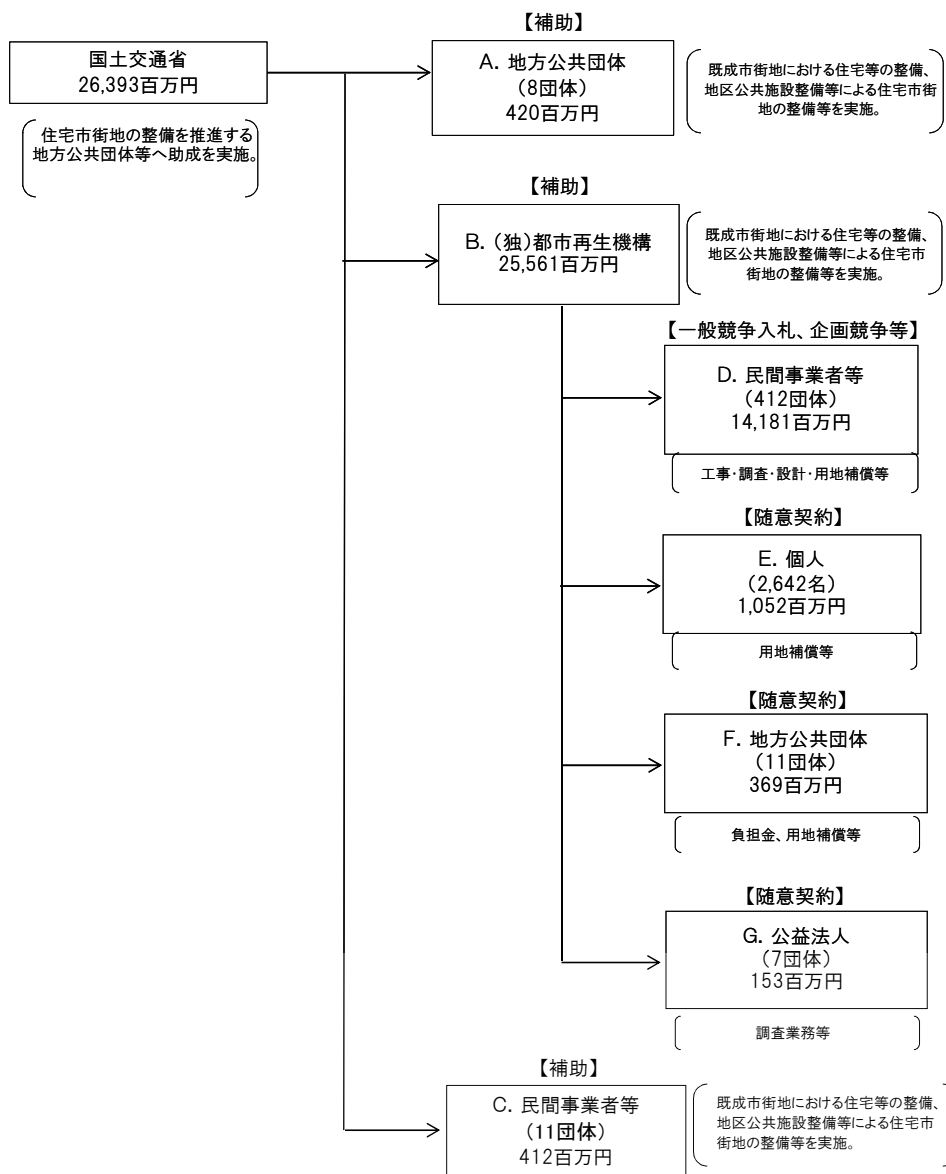 国土交通省
26,393百万円
住宅市街地の整備を推進する
地方公共団体等へ助成を実施。
【補助】
A. 地方公共団体
(8団体)
420百万円
既成市街地における住宅等の整備、
地区公共施設整備等による住宅市街
地の整備等を実施。
【補助】
B. (独)都市再生機構
25,561百万円
既成市街地における住宅等の整備、
地区公共施設整備等による住宅市
街地の整備等を実施。
【一般競争入札、企画競争等】
D. 民間事業者等
(412団体)
14,181百万円
工事・調査・設計・用地補償等
【随意契約】
E. 個人
(2,642名)
1,052百万円
用地補償等
【随意契約】
F. 地方公共団体
(11団体)
369百万円
負担金、用地補償等
【随意契約】
G. 公益法人
(7団体)
153百万円
調査業務等
【補助】
C. 民間事業者等
(11団体)
412百万円
既成市街地における住宅等の整備、
地区公共施設整備等による住宅市
街地の整備等を実施。